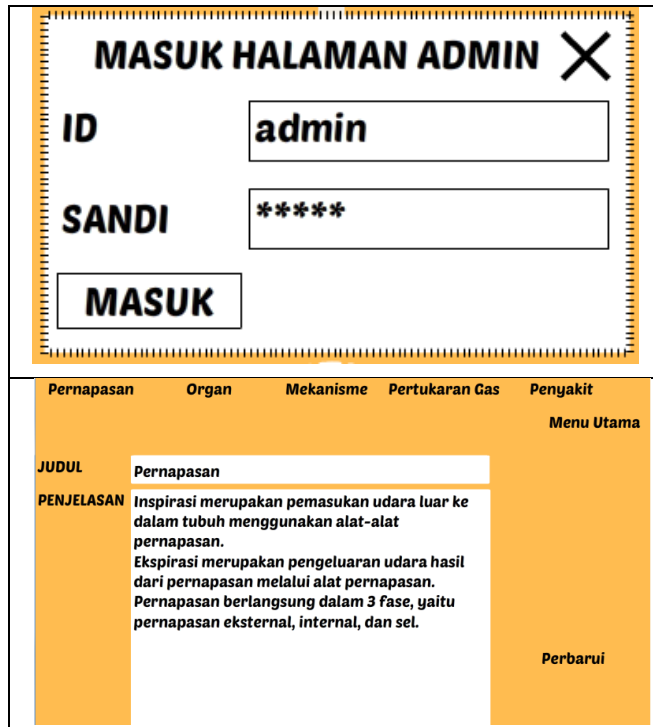 MASUK HALAMAN ADMIN
ID admin
SANDI *****
MASUK
Pernapasan Organ Mekanisme Pertukaran Gas Penyakit
Menu Utama
JUDUL Pernapasan
PENJELASAN Inspirasi merupakan pemasukan udara luar ke
dalam tubuh menggunakan alat-alat
pernapasan.
Ekspirasi merupakan pengeluaran udara hasil
dari pernapasan melalui alat pernapasan.
Pernapasan berlangsung dalam 3 fase, yaitu
pernapasan eksternal, internal, dan sel.
Perbarui